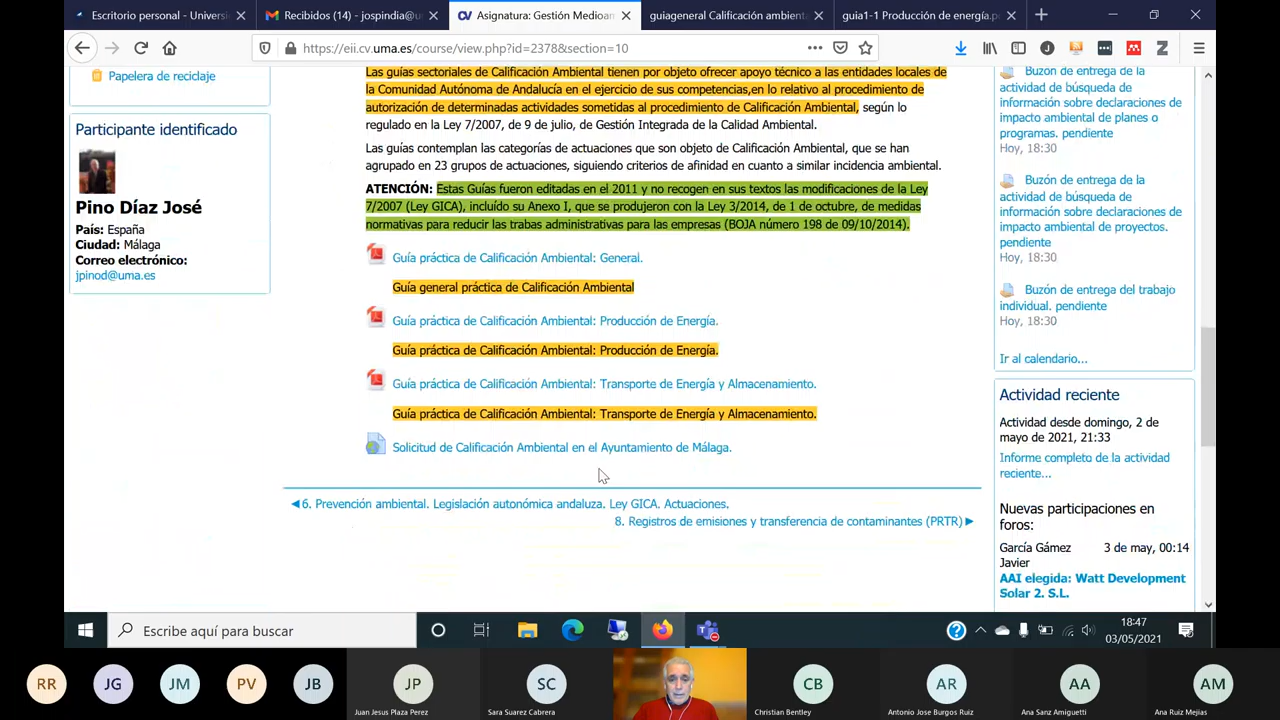 Escritorio personal - Universi
Recibidos (14) - jospindia@uma
Asignatura: Gestión Medioam
guiageneral Calificación ambient
guia1-1 Producción de energía.p
https://eii.cv.uma.es/course/view.php?id=2378&section=10
Papelera de reciclaje
Participante identificado
Pino Díaz José
País: España
Ciudad: Málaga
Correo electrónico:
jpinod@uma.es
Las guías sectoriales de Calificación Ambiental tienen por objeto ofrecer apoyo técnico a las entidades locales de
la Comunidad Autónoma de Andalucía en el ejercicio de sus competencias,en lo relativo al procedimiento de
autorización de determinadas actividades sometidas al procedimiento de Calificación Ambiental, según lo
regulado en la Ley 7/2007, de 9 de julio, de Gestión Integrada de la Calidad Ambiental.
Las guías contemplan las categorías de actuaciones que son objeto de Calificación Ambiental, que se han
agrupado en 23 grupos de actuaciones, siguiendo criterios de afinidad en cuanto a similar incidencia ambiental.
ATENCIÓN: Estas Guías fueron editadas en el 2011 y no recogen en sus textos las modificaciones de la Ley
7/2007 (Ley GICA), incluído su Anexo I, que se produjeron con la Ley 3/2014, de 1 de octubre, de medidas
normativas para reducir las trabas administrativas para las empresas (BOJA número 198 de 09/10/2014).
Guía práctica de Calificación Ambiental: General.
Guía general práctica de Calificación Ambiental
Guía práctica de Calificación Ambiental: Producción de Energía.
Guía práctica de Calificación Ambiental: Producción de Energía.
Guía práctica de Calificación Ambiental: Transporte de Energía y Almacenamiento.
Guía práctica de Calificación Ambiental: Transporte de Energía y Almacenamiento.
Solicitud de Calificación Ambiental en el Ayuntamiento de Málaga.
◄6. Prevención ambiental. Legislación autonómica andaluza. Ley GICA. Actuaciones.
8. Registros de emisiones y transferencia de contaminantes (PRTR)►
Buzón de entrega de la
actividad de búsqueda de
información sobre declaraciones de
impacto ambiental de planes o
programas. pendiente
Hoy, 18:30
Buzón de entrega de la
actividad de búsqueda de
información sobre declaraciones de
impacto ambiental de proyectos.
pendiente
Hoy, 18:30
Buzón de entrega del trabajo
individual. pendiente
Hoy, 18:30
Ir al calendario...
Actividad reciente
Actividad desde domingo, 2 de
mayo de 2021, 21:33
Informe completo de la actividad
reciente...
Nuevas participaciones en
foros:
García Gámez 3 de may, 00:14
Javier
AAI elegida: Watt Development
Solar 2. S.L.
Escribe aquí para buscar
18:47
03/05/2021
RR
JG
JM
PV
JB
JP
Juan Jesus Plaza Perez
SC
Sara Suarez Cabrera
CB
Christian Bentley
AR
Antonio Jose Burgos Ruiz
AA
Ana Sanz Amiguetti
AM
Ana Ruiz Mejias